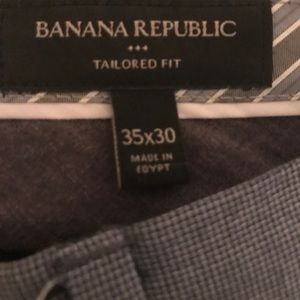 BANANA REPUBLIC
TAILORED FIT
35x30
MADE IN
EGYPT